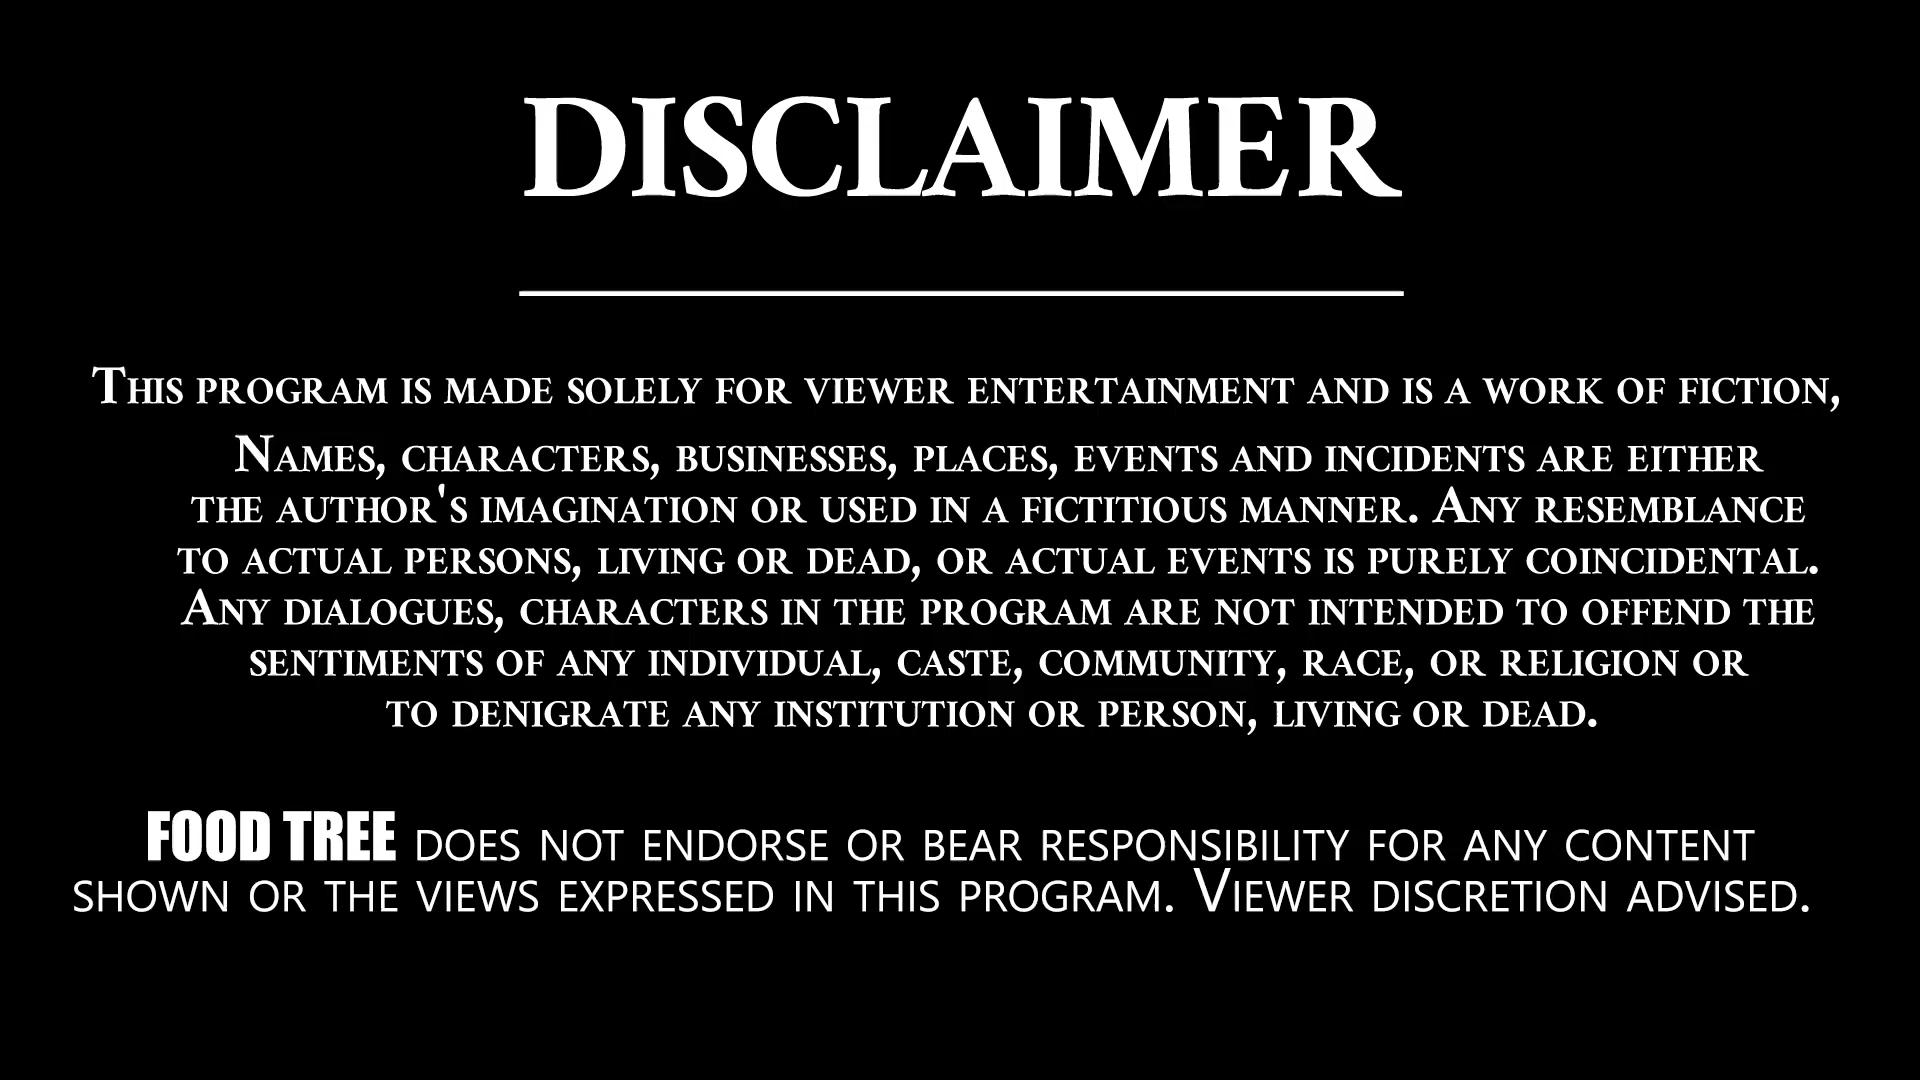 DISCLAIMER
This program is made solely for viewer entertainment and is a work of fiction,
Names, characters, businesses, places, events and incidents are either
the author's imagination or used in a fictitious manner. Any resemblance
to actual persons, living or dead, or actual events is purely coincidental.
Any dialogues, characters in the program are not intended to offend the
sentiments of any individual, caste, community, race, or religion or
to denigrate any institution or person, living or dead.
FOOD TREE does not endorse or bear responsibility for any content
shown or the views expressed in this program. Viewer discretion advised.